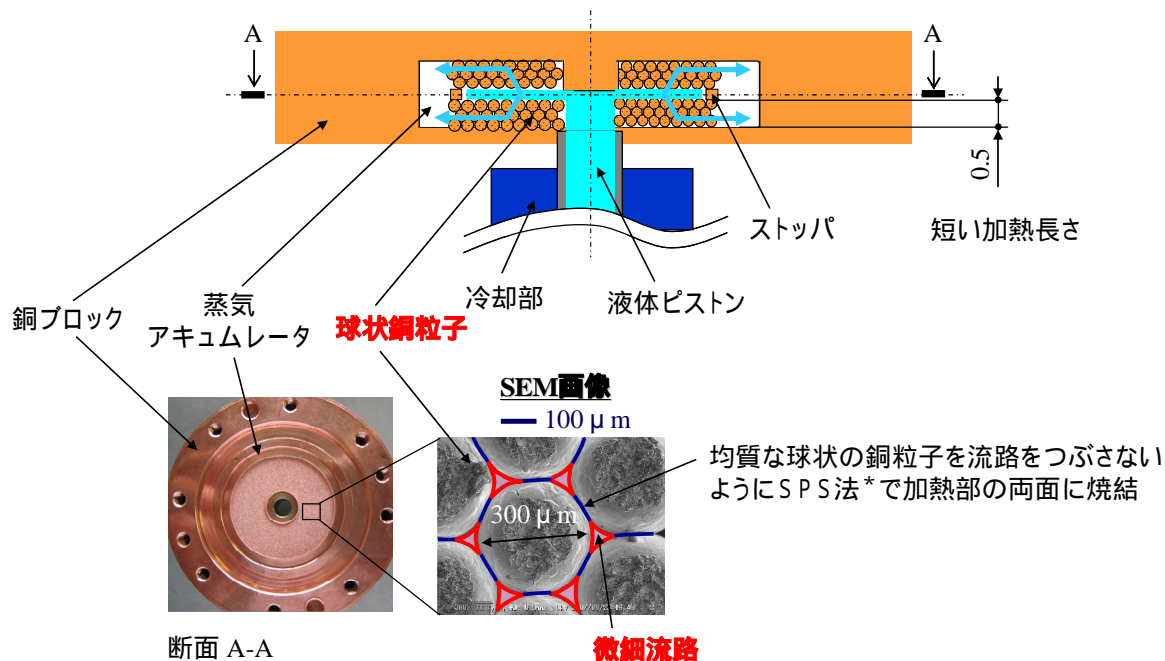 A
A
0.5
ストッパ
短い加熱長さ
冷却部
液体ピストン
銅ブロック
蒸気
アキュムレータ
球状銅粒子
SEM画像
100μm
均質な球状の銅粒子を流路をつぶさない
ようにSPS法*で加熱部の両面に焼結
300μm
断面 A-A
微細流路